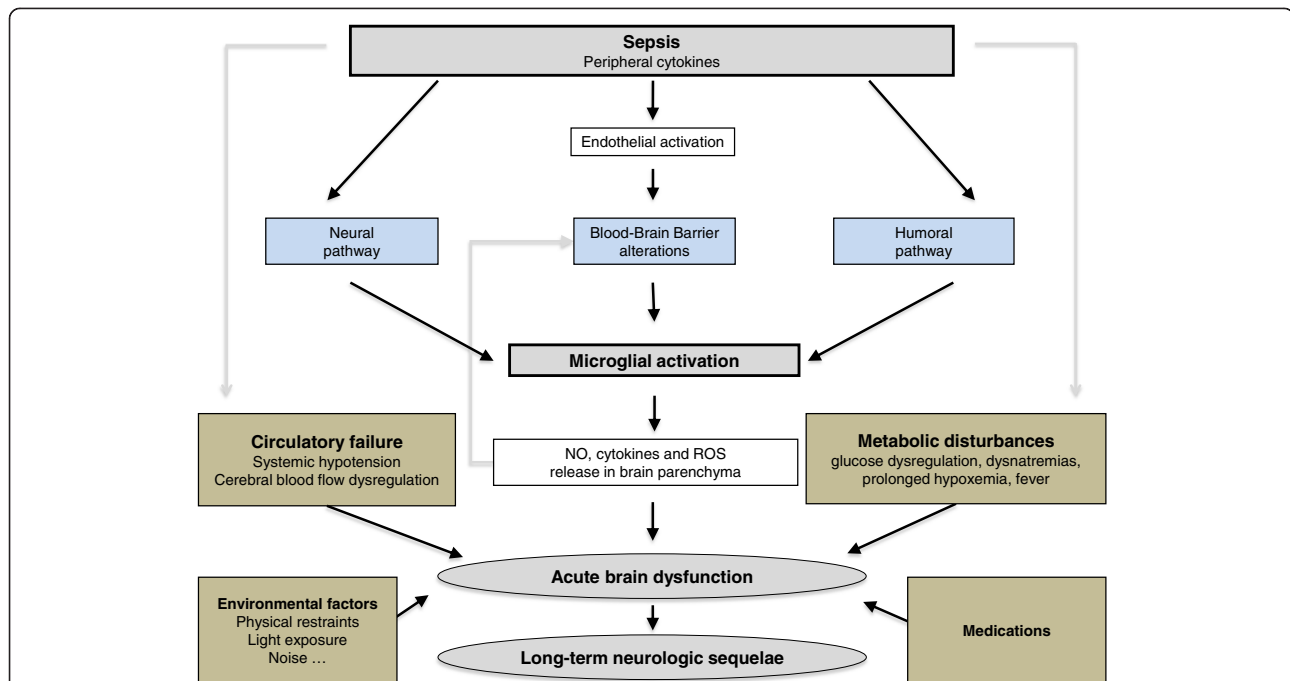 Sepsis
Peripheral cytokines
Endothelial activation
Neural
pathway
Blood-Brain Barrier
alterations
Humoral
pathway
Microglial activation
Circulatory failure
Systemic hypotension
Cerebral blood flow dysregulation
NO, cytokines and ROS
release in brain parenchyma
Metabolic disturbances
glucose dysregulation, dysnatremias,
prolonged hypoxemia, fever
Acute brain dysfunction
Environmental factors
Physical restraints
Light exposure
Noise …
Medications
Long-term neurologic sequelae